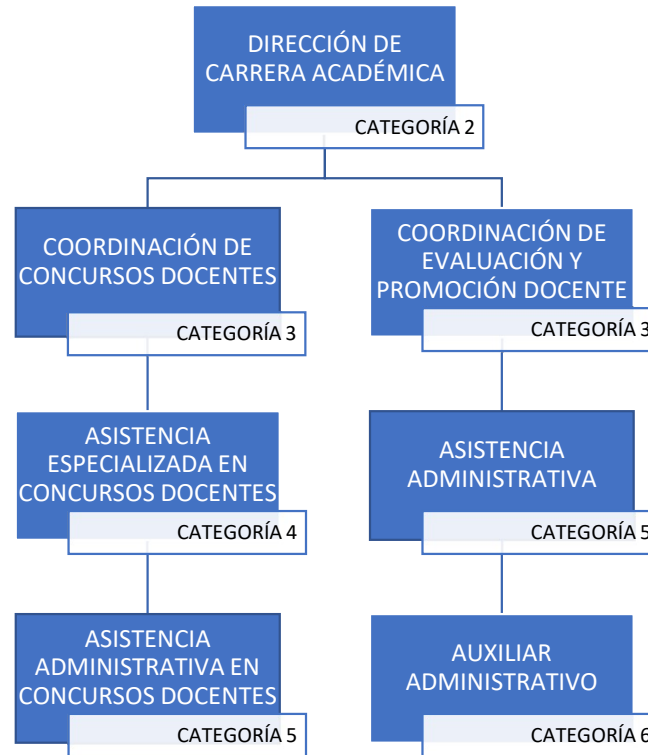 DIRECCIÓN DE
CARRERA ACADÉMICA
CATEGORÍA 2
COORDINACIÓN DE
CONCURSOS DOCENTES
CATEGORÍA 3
COORDINACIÓN DE
EVALUACIÓN Y
PROMOCIÓN DOCENTE
CATEGORÍA 3
ASISTENCIA
ESPECIALIZADA EN
CONCURSOS DOCENTES
CATEGORÍA 4
ASISTENCIA
ADMINISTRATIVA
CATEGORÍA 5
ASISTENCIA
ADMINISTRATIVA EN
CONCURSOS DOCENTES
CATEGORÍA 5
AUXILIAR
ADMINISTRATIVO
CATEGORÍA 6